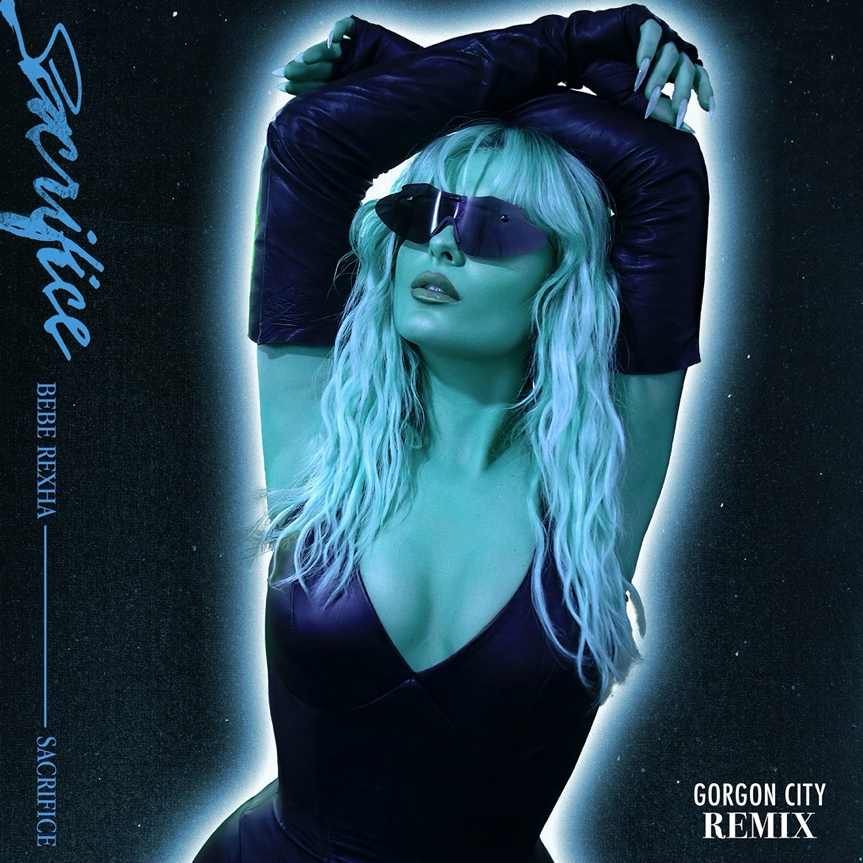 Sacrifice
BEBE REXHA
SACRIFICE
GORGON CITY
REMIX